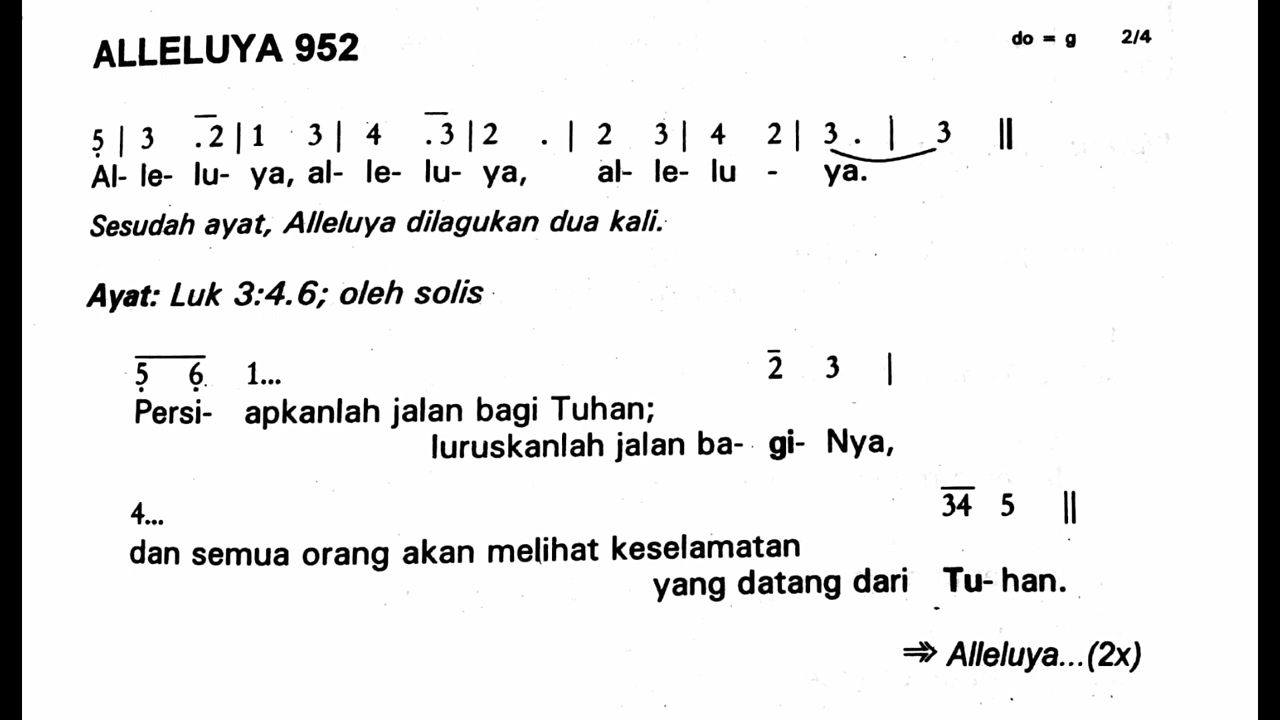 ALLELUYA 952
do = g 2/4
5̣ | 3 .̅2̅ | 1 3 | 4 .̅3̅ | 2 . | 2 3 | 4 2 | 3 . | 3 ||
Al- le- lu- ya, al- le- lu- ya, al- le- lu - ya.
Sesudah ayat, Alleluya dilagukan dua kali.
Ayat: Luk 3:4.6; oleh solis
5̣ 6̣ 1... 2̅ 3 |
Persi- apkanlah jalan bagi Tuhan;
luruskanlah jalan ba- gi- Nya,
4... 3̅4̅ 5 ||
dan semua orang akan melihat keselamatan
yang datang dari Tu- han.
⇒ Alleluya...(2x)